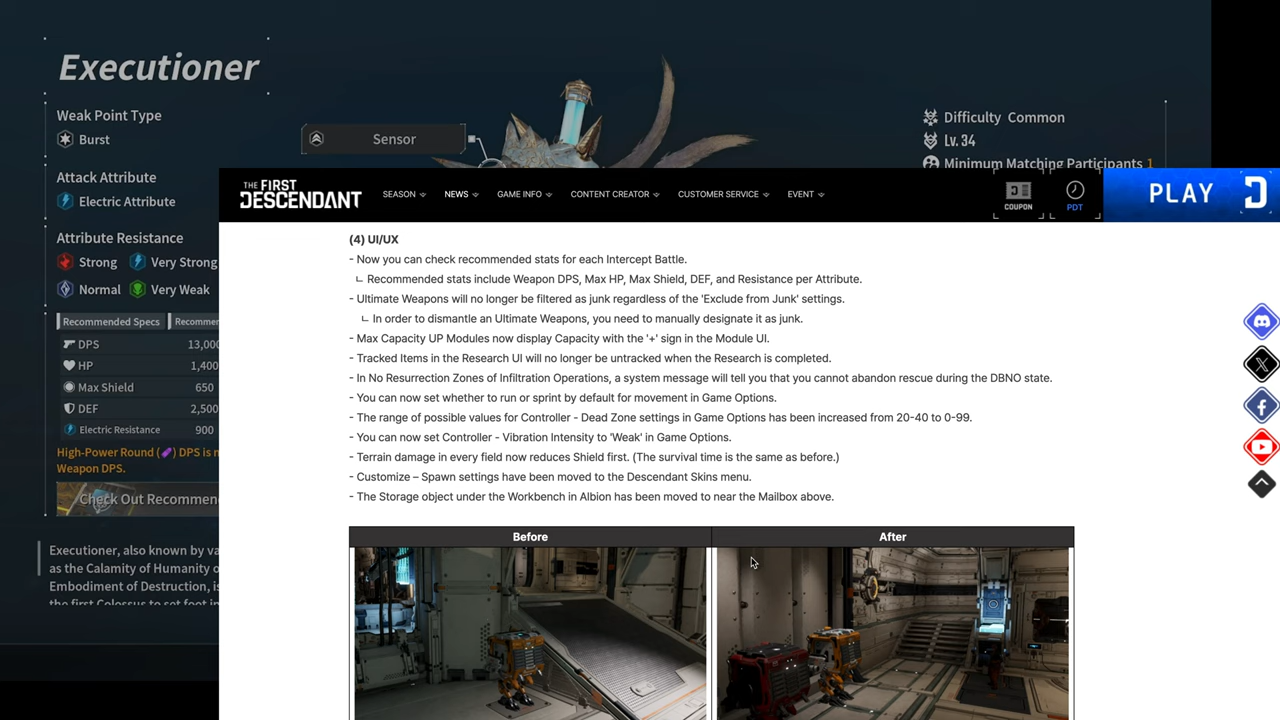 Executioner
Weak Point Type
Burst
Attack Attribute
Electric Attribute
Attribute Resistance
Strong
Very Strong
Normal
Very Weak
Recommended Specs
DPS 13,000
HP 1,400
Max Shield 650
DEF 2,500
Electric Resistance 900
High-Power Round ( ) DPS is
Weapon DPS.
Check Out
Executioner, also known by
as the Calamity of Humanity
Embodiment of Destruction,
the first Colossus to set foot
Sensor
Difficulty Common
Lv. 34
Minimum Matching Participants 1
THE FIRST
DESCENDANT
SEASON
NEWS
GAME INFO
CONTENT CREATOR
CUSTOMER SERVICE
EVENT
COUPON
PDT
PLAY
(4) UI/UX
- Now you can check recommended stats for each Intercept Battle.
ㄴ Recommended stats include Weapon DPS, Max HP, Max Shield, DEF, and Resistance per Attribute.
- Ultimate Weapons will no longer be filtered as junk regardless of the 'Exclude from Junk' settings.
ㄴ In order to dismantle an Ultimate Weapons, you need to manually designate it as junk.
- Max Capacity UP Modules now display Capacity with the '+' sign in the Module UI.
- Tracked Items in the Research UI will no longer be untracked when the Research is completed.
- In No Resurrection Zones of Infiltration Operations, a system message will tell you that you cannot abandon rescue during the DBNO state.
- You can now set whether to run or sprint by default for movement in Game Options.
- The range of possible values for Controller - Dead Zone settings in Game Options has been increased from 20-40 to 0-99.
- You can now set Controller - Vibration Intensity to 'Weak' in Game Options.
- Terrain damage in every field now reduces Shield first. (The survival time is the same as before.)
- Customize – Spawn settings have been moved to the Descendant Skins menu.
- The Storage object under the Workbench in Albion has been moved to near the Mailbox above.
Before
After